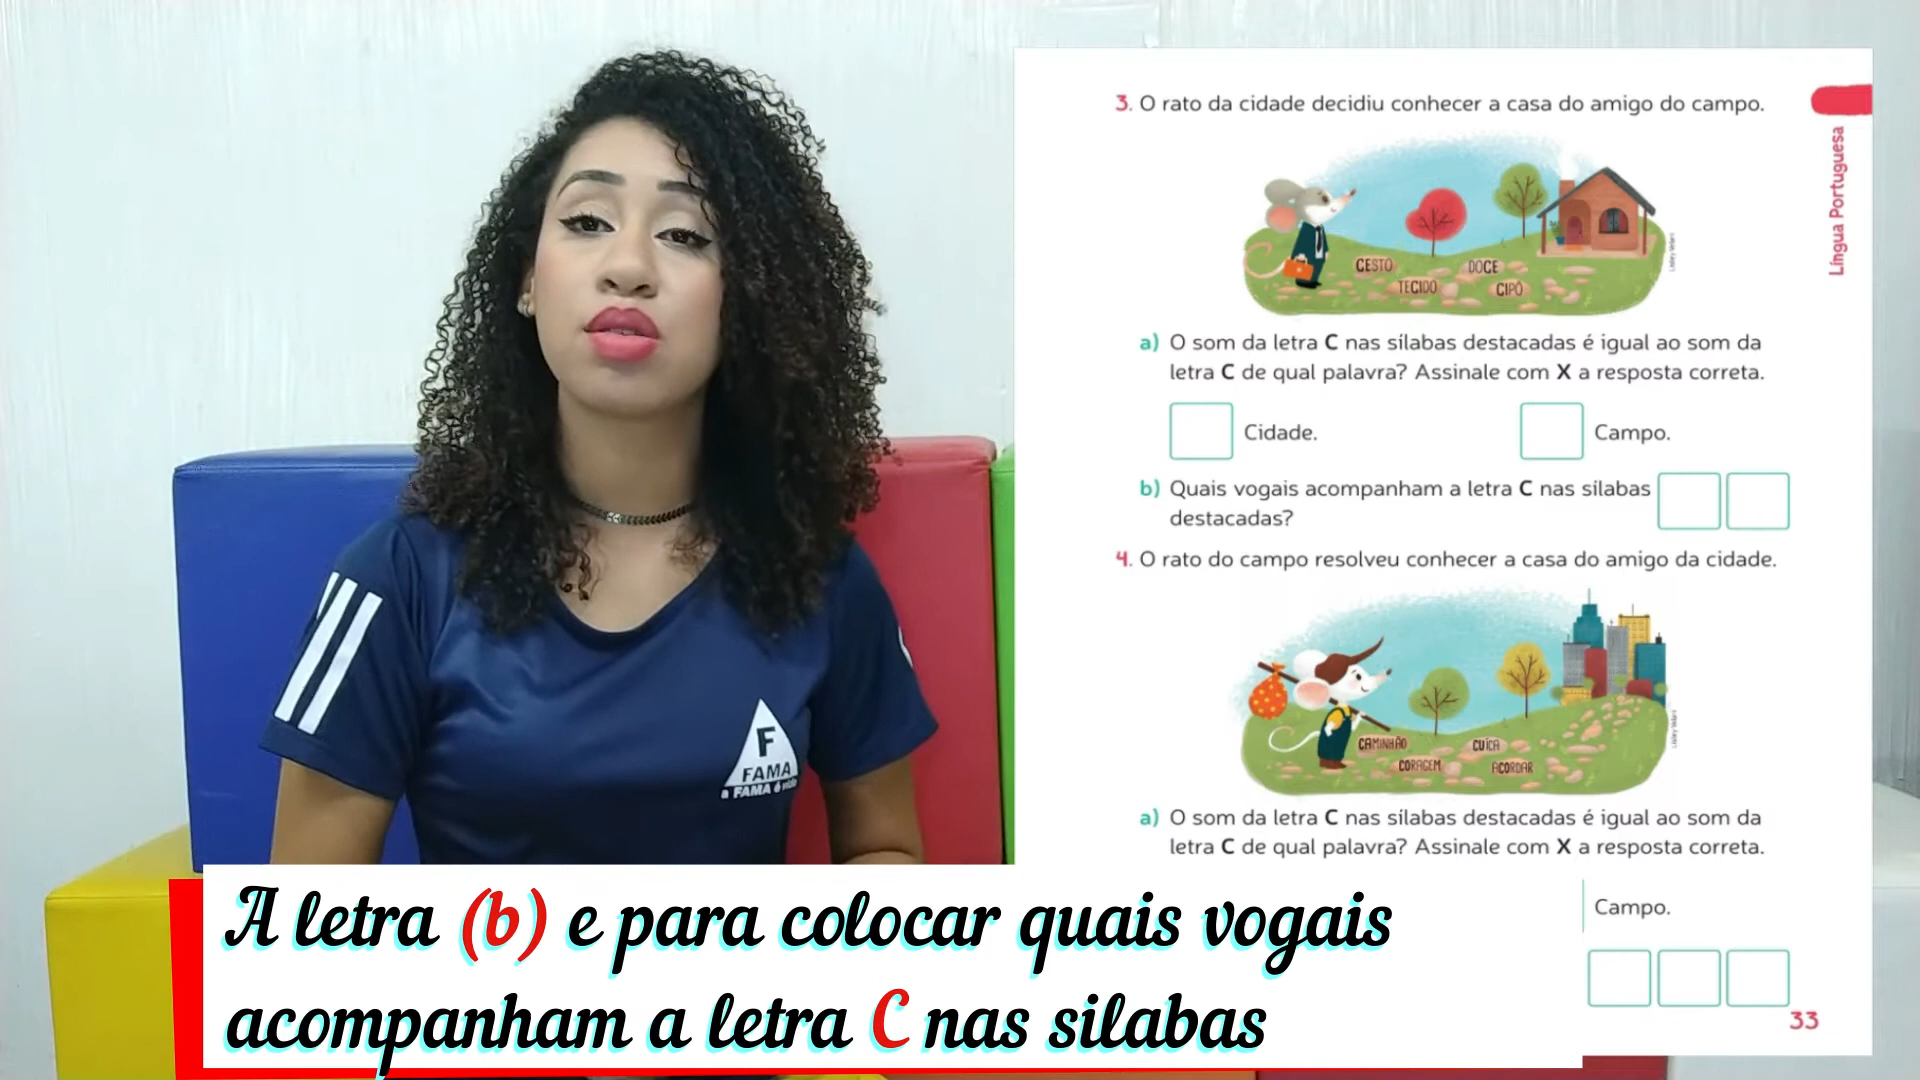 3. O rato da cidade decidiu conhecer a casa do amigo do campo.
Língua Portuguesa
CESTO
DOCE
TECIDO
CIPÓ
a) O som da letra C nas sílabas destacadas é igual ao som da
letra C de qual palavra? Assinale com X a resposta correta.
Cidade.
Campo.
b) Quais vogais acompanham a letra C nas sílabas
destacadas?
4. O rato do campo resolveu conhecer a casa do amigo da cidade.
CAMINHÃO
CUÍCA
CORAGEM
ACORDAR
a) O som da letra C nas sílabas destacadas é igual ao som da
letra C de qual palavra? Assinale com X a resposta correta.
Campo.
33
F
FAMA
a FAMA é
A letra (b) e para colocar quais vogais
acompanham a letra C nas silabas